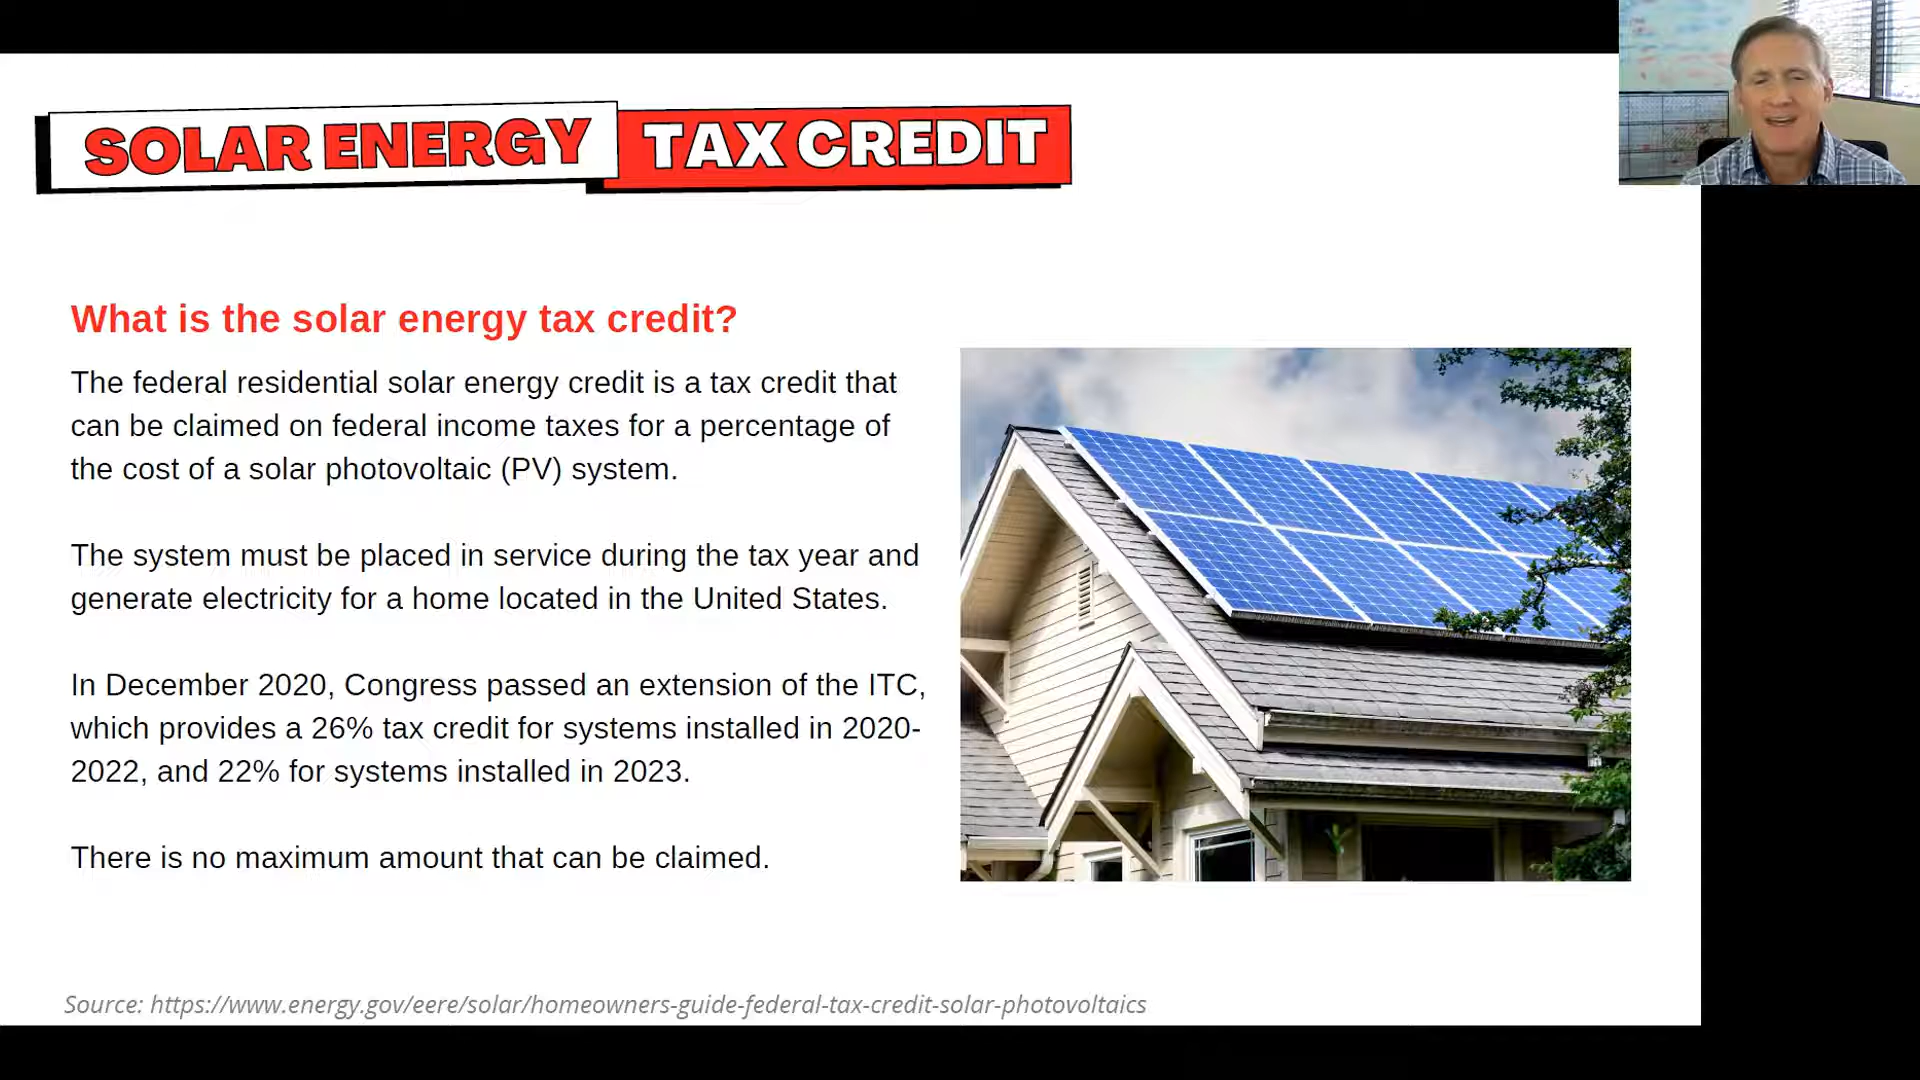 SOLAR ENERGY TAX CREDIT
What is the solar energy tax credit?
The federal residential solar energy credit is a tax credit that
can be claimed on federal income taxes for a percentage of
the cost of a solar photovoltaic (PV) system.
The system must be placed in service during the tax year and
generate electricity for a home located in the United States.
In December 2020, Congress passed an extension of the ITC,
which provides a 26% tax credit for systems installed in 2020-
2022, and 22% for systems installed in 2023.
There is no maximum amount that can be claimed.
Source: https://www.energy.gov/eere/solar/homeowners-guide-federal-tax-credit-solar-photovoltaics